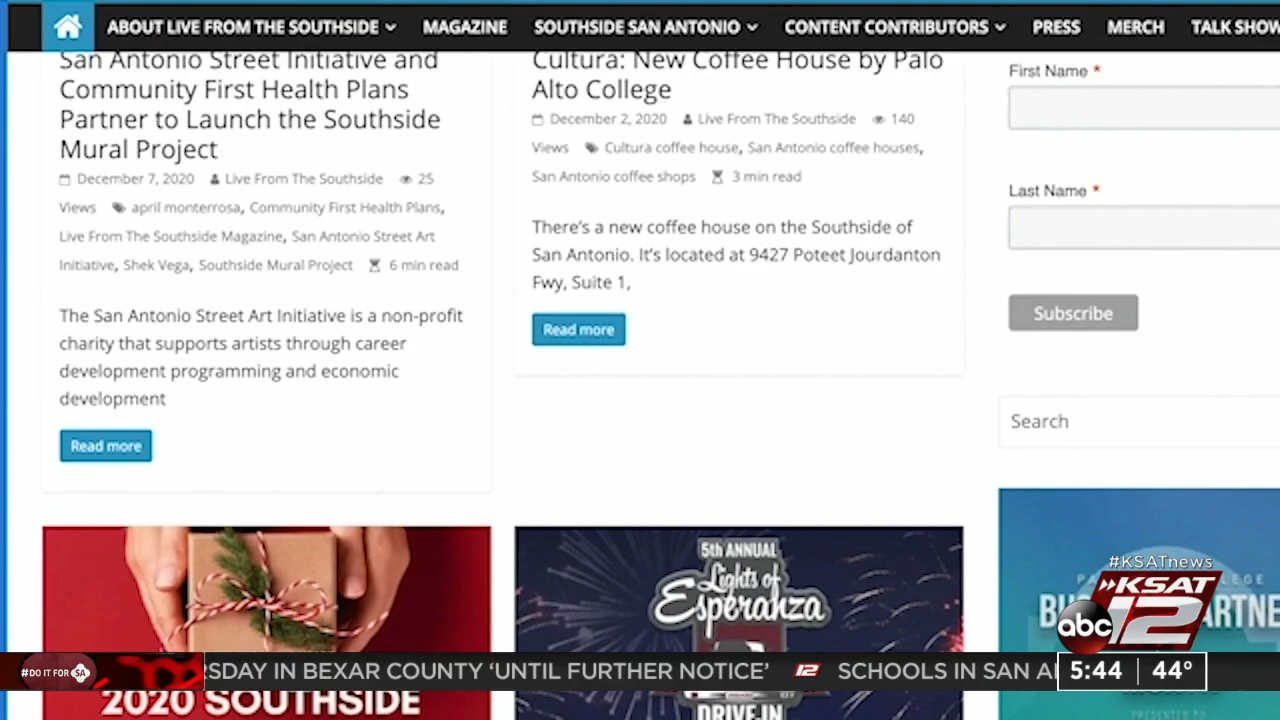 ABOUT LIVE FROM THE SOUTHSIDE MAGAZINE SOUTHSIDE SAN ANTONIO CONTENT CONTRIBUTORS PRESS MERCH TALK SHOW
San Antonio Street Initiative and
Community First Health Plans
Partner to Launch the Southside
Mural Project
December 7, 2020 Live From The Southside 25
Views april monterrosa, Community First Health Plans,
Live From The Southside Magazine, San Antonio Street Art
Initiative, Shek Vega, Southside Mural Project 6 min read
The San Antonio Street Art Initiative is a non-profit
charity that supports artists through career
development programming and economic
development
Read more
Cultura: New Coffee House by Palo
Alto College
December 2, 2020 Live From The Southside 140
Views Cultura coffee house, San Antonio coffee houses,
San Antonio coffee shops 3 min read
There's a new coffee house on the Southside of
San Antonio. It's located at 9427 Poteet Jourdanton
Fwy, Suite 1,
Read more
First Name *
Last Name *
Subscribe
Search
2020 SOUTHSIDE
5th ANNUAL
Lights of
Esperanza
DRIVE-IN
#KSATnews
KSAT
abc 12
#DO IT FOR SA
RSDAY IN BEXAR COUNTY ‘UNTIL FURTHER NOTICE’ 12 SCHOOLS IN SAN A
5:44 44°